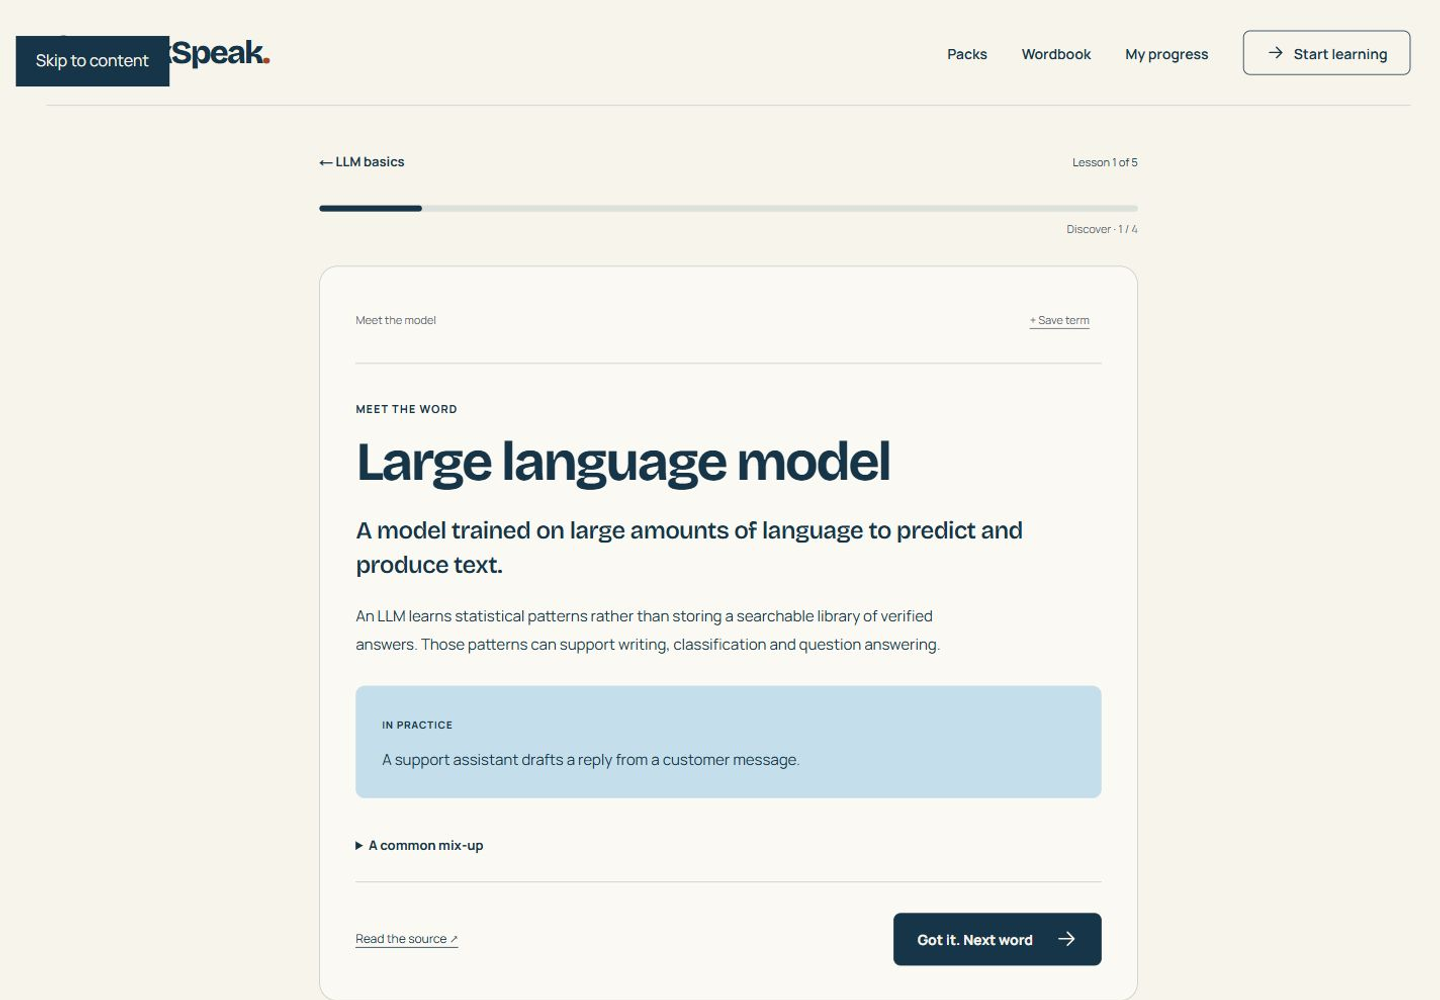 Skip to content
Speak.
Packs
Wordbook
My progress
→ Start learning
← LLM basics
Lesson 1 of 5
Discover · 1 / 4
Meet the model
+ Save term
MEET THE WORD
Large language model
A model trained on large amounts of language to predict and
produce text.
An LLM learns statistical patterns rather than storing a searchable library of verified
answers. Those patterns can support writing, classification and question answering.
IN PRACTICE
A support assistant drafts a reply from a customer message.
▶ A common mix-up
Read the source ↗
Got it. Next word →